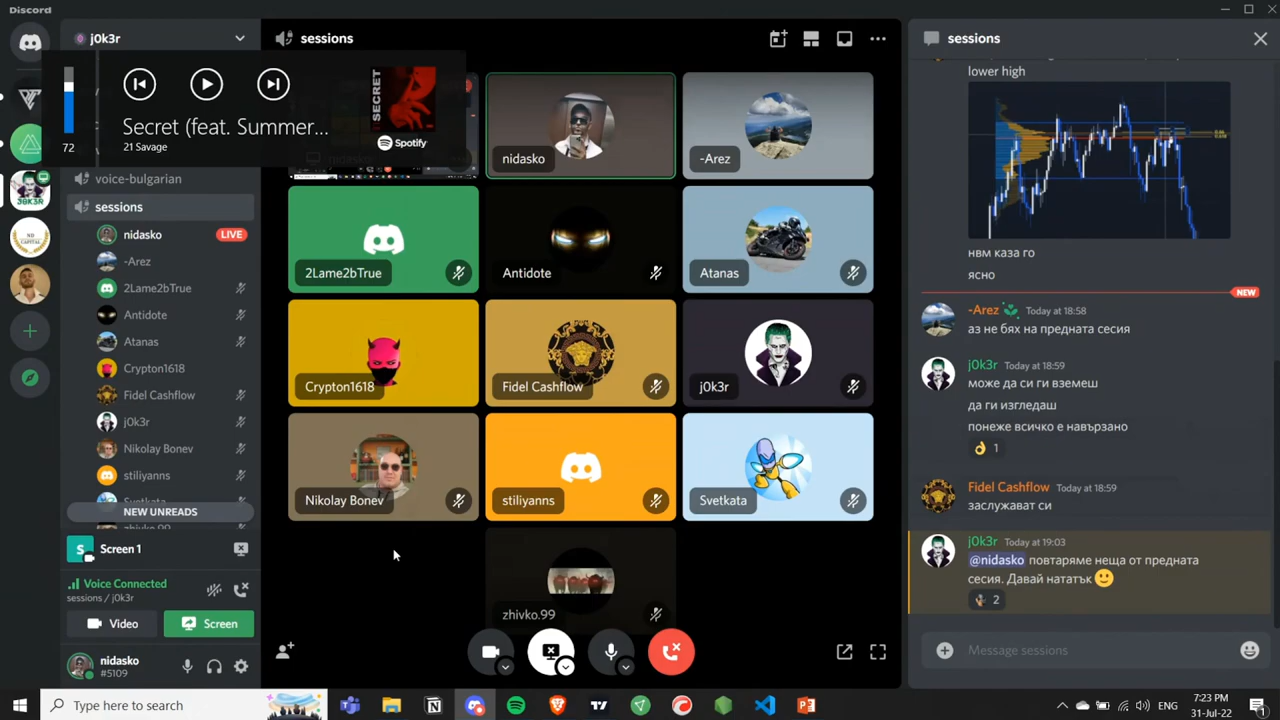 Discord
j0k3r
72
Secret (feat. Summer...
21 Savage
SECRET
Spotify
voice-bulgarian
sessions
nidasko
LIVE
-Arez
2Lame2bTrue
Antidote
Atanas
Crypton1618
Fidel Cashflow
j0k3r
Nikolay Bonev
stiliyanns
Svetkata
NEW UNREADS
zhivko.99
Screen 1
Voice Connected
sessions / j0k3r
Video
Screen
nidasko
#5109
sessions
nidasko
nidasko
-Arez
2Lame2bTrue
Antidote
Atanas
Crypton1618
Fidel Cashflow
j0k3r
Nikolay Bonev
stiliyanns
Svetkata
zhivko.99
sessions
lower high
нвм каза го
ясно
NEW
-Arez Today at 18:58
аз не бях на предната сесия
j0k3r Today at 18:59
може да си ги вземеш
да ги изгледаш
понеже всичко е навързано
1
Fidel Cashflow Today at 18:59
заслужават си
j0k3r Today at 19:03
@nidasko повтаряме неща от предната
сесия. Давай нататък
2
Message sessions
Type here to search
ENG
7:23 PM
31-Jul-22
1